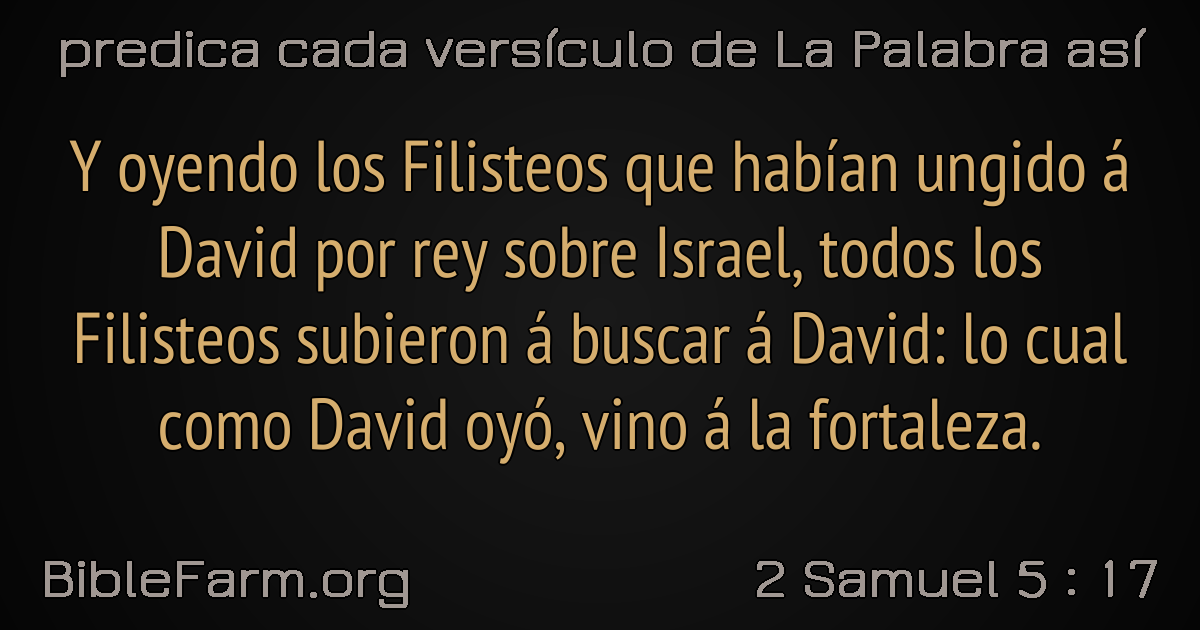 predica cada versículo de La Palabra así
Y oyendo los Filisteos que habían ungido á
David por rey sobre Israel, todos los
Filisteos subieron á buscar á David: lo cual
como David oyó, vino á la fortaleza.
BibleFarm.org
2 Samuel 5 : 17